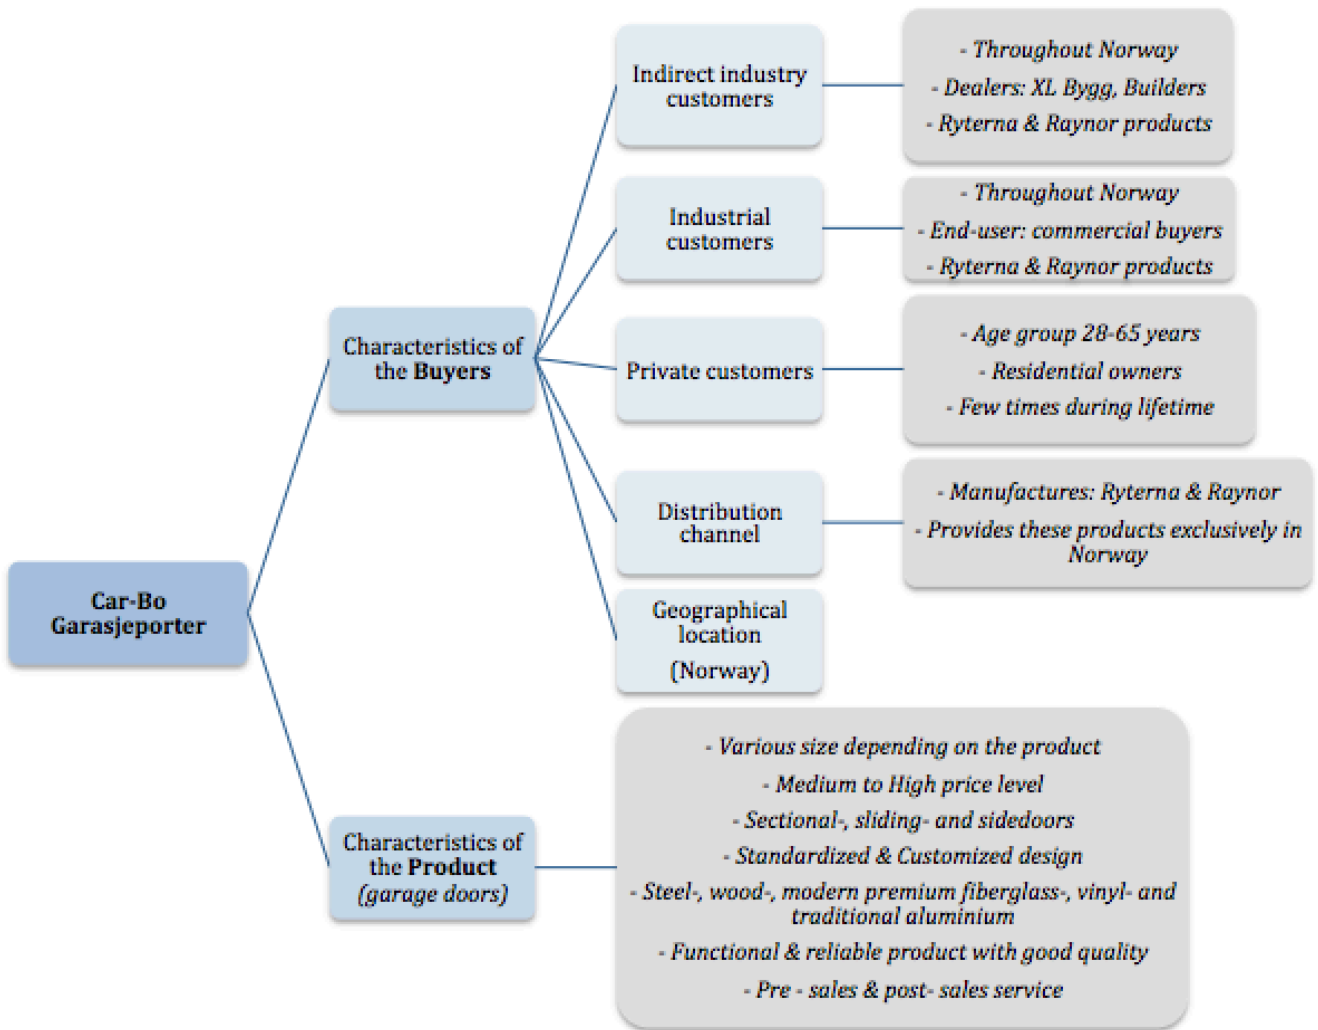 Indirect industry
customers
- Throughout Norway
- Dealers: XL Bygg, Builders
- Ryterna & Raynor products
Industrial
customers
- Throughout Norway
- End-user: commercial buyers
- Ryterna & Raynor products
Characteristics of
the Buyers
Private customers
- Age group 28-65 years
- Residential owners
- Few times during lifetime
Distribution
channel
- Manufactures: Ryterna & Raynor
- Provides these products exclusively in
Norway
Car-Bo
Garasjeporter
Geographical
location
(Norway)
Characteristics of
the Product
(garage doors)
- Various size depending on the product
- Medium to High price level
- Sectional-, sliding- and sidedoors
- Standardized & Customized design
- Steel-, wood-, modern premium fiberglass-, vinyl- and
traditional aluminium
- Functional & reliable product with good quality
- Pre - sales & post- sales service